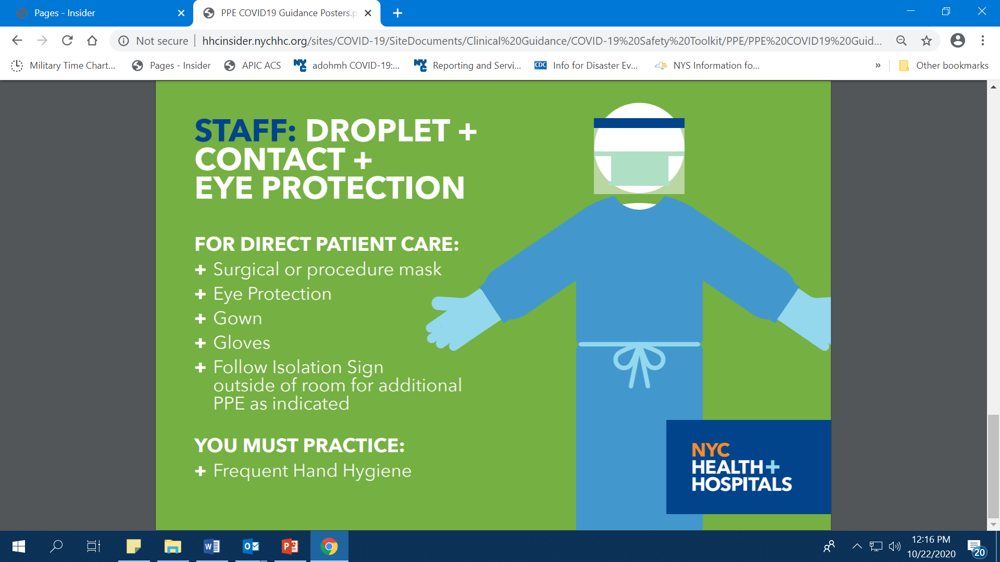 Pages - Insider
PPE COVID19 Guidance Posters.p
Not secure
hhcinsider.nychhc.org/sites/COVID-19/SiteDocuments/Clinical%20Guidance/COVID-19%20Safety%20Toolkit/PPE/PPE%20COVID19%20Guid...
Military Time Chart...
Pages - Insider
APIC ACS
NYC
adohmh COVID-19:...
NYC
Reporting and Servi...
CDC
Info for Disaster Ev...
NYS Information fo...
»
Other bookmarks
STAFF: DROPLET +
CONTACT +
EYE PROTECTION
FOR DIRECT PATIENT CARE:
+ Surgical or procedure mask
+ Eye Protection
+ Gown
+ Gloves
+ Follow Isolation Sign
outside of room for additional
PPE as indicated
YOU MUST PRACTICE:
+ Frequent Hand Hygiene
NYC
HEALTH+
HOSPITALS
12:16 PM
10/22/2020
20